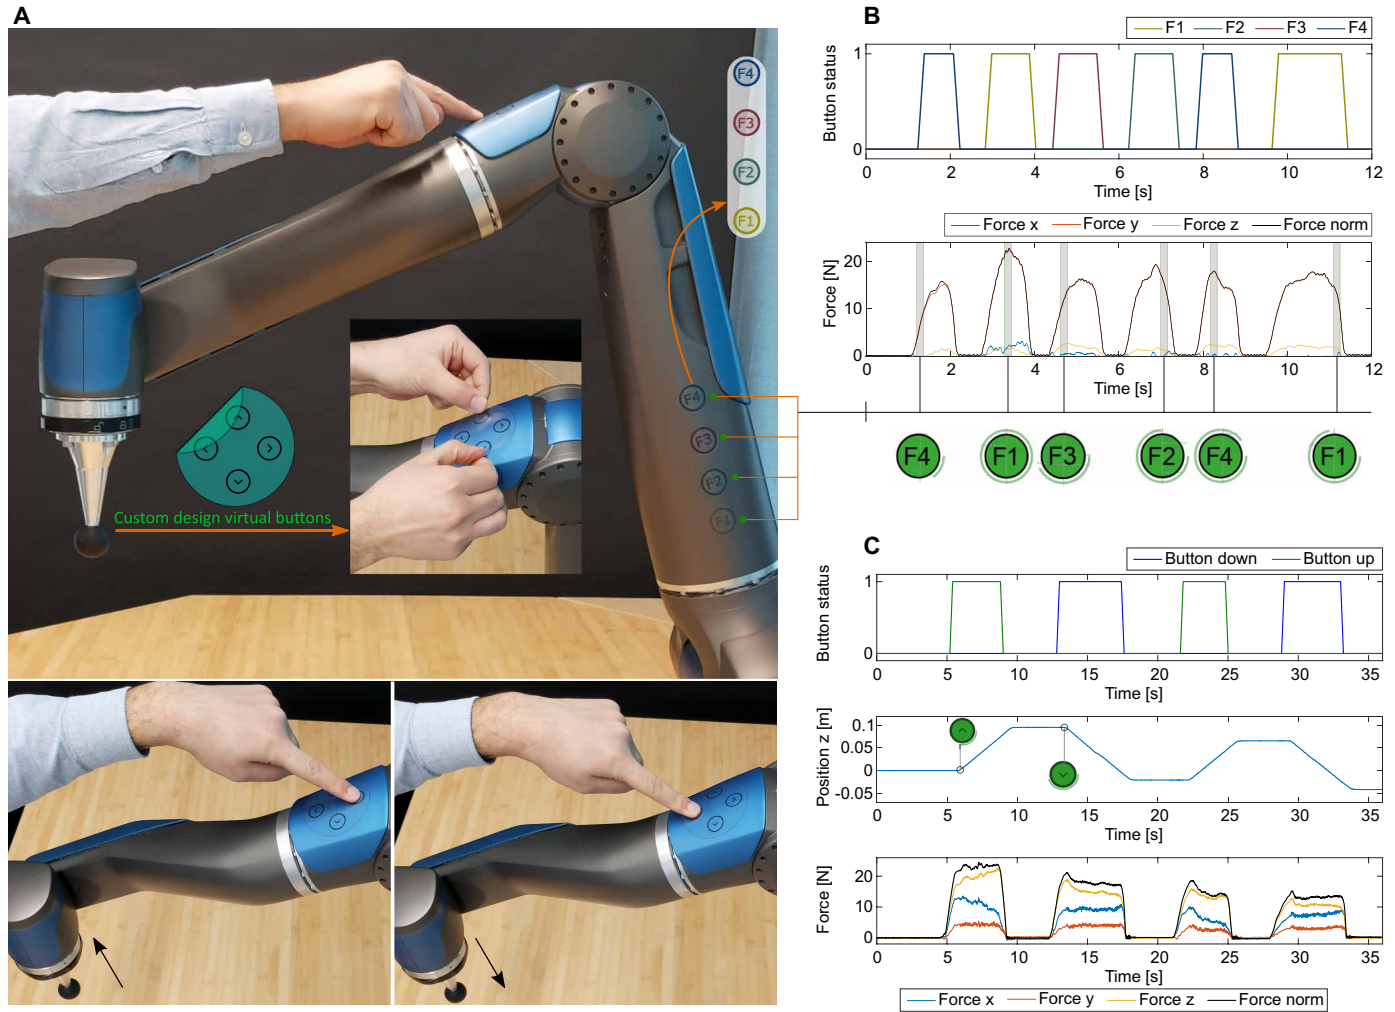 A
F4
F3
F2
F1
F4
F3
F2
F1
Custom design virtual buttons
B
F1 F2 F3 F4
Button status
1
0
0 2 4 6 8 10 12
Time [s]
Force x Force y Force z Force norm
Force [N]
20
10
0
0 2 4 6 8 10 12
Time [s]
F4 F1 F3 F2 F4 F1
C
Button down Button up
Button status
1
0
0 5 10 15 20 25 30 35
Time [s]
Position z [m]
0.1
0.05
0
-0.05
0 5 10 15 20 25 30 35
Time [s]
Force [N]
20
10
0
0 5 10 15 20 25 30 35
Time [s]
Force x Force y Force z Force norm